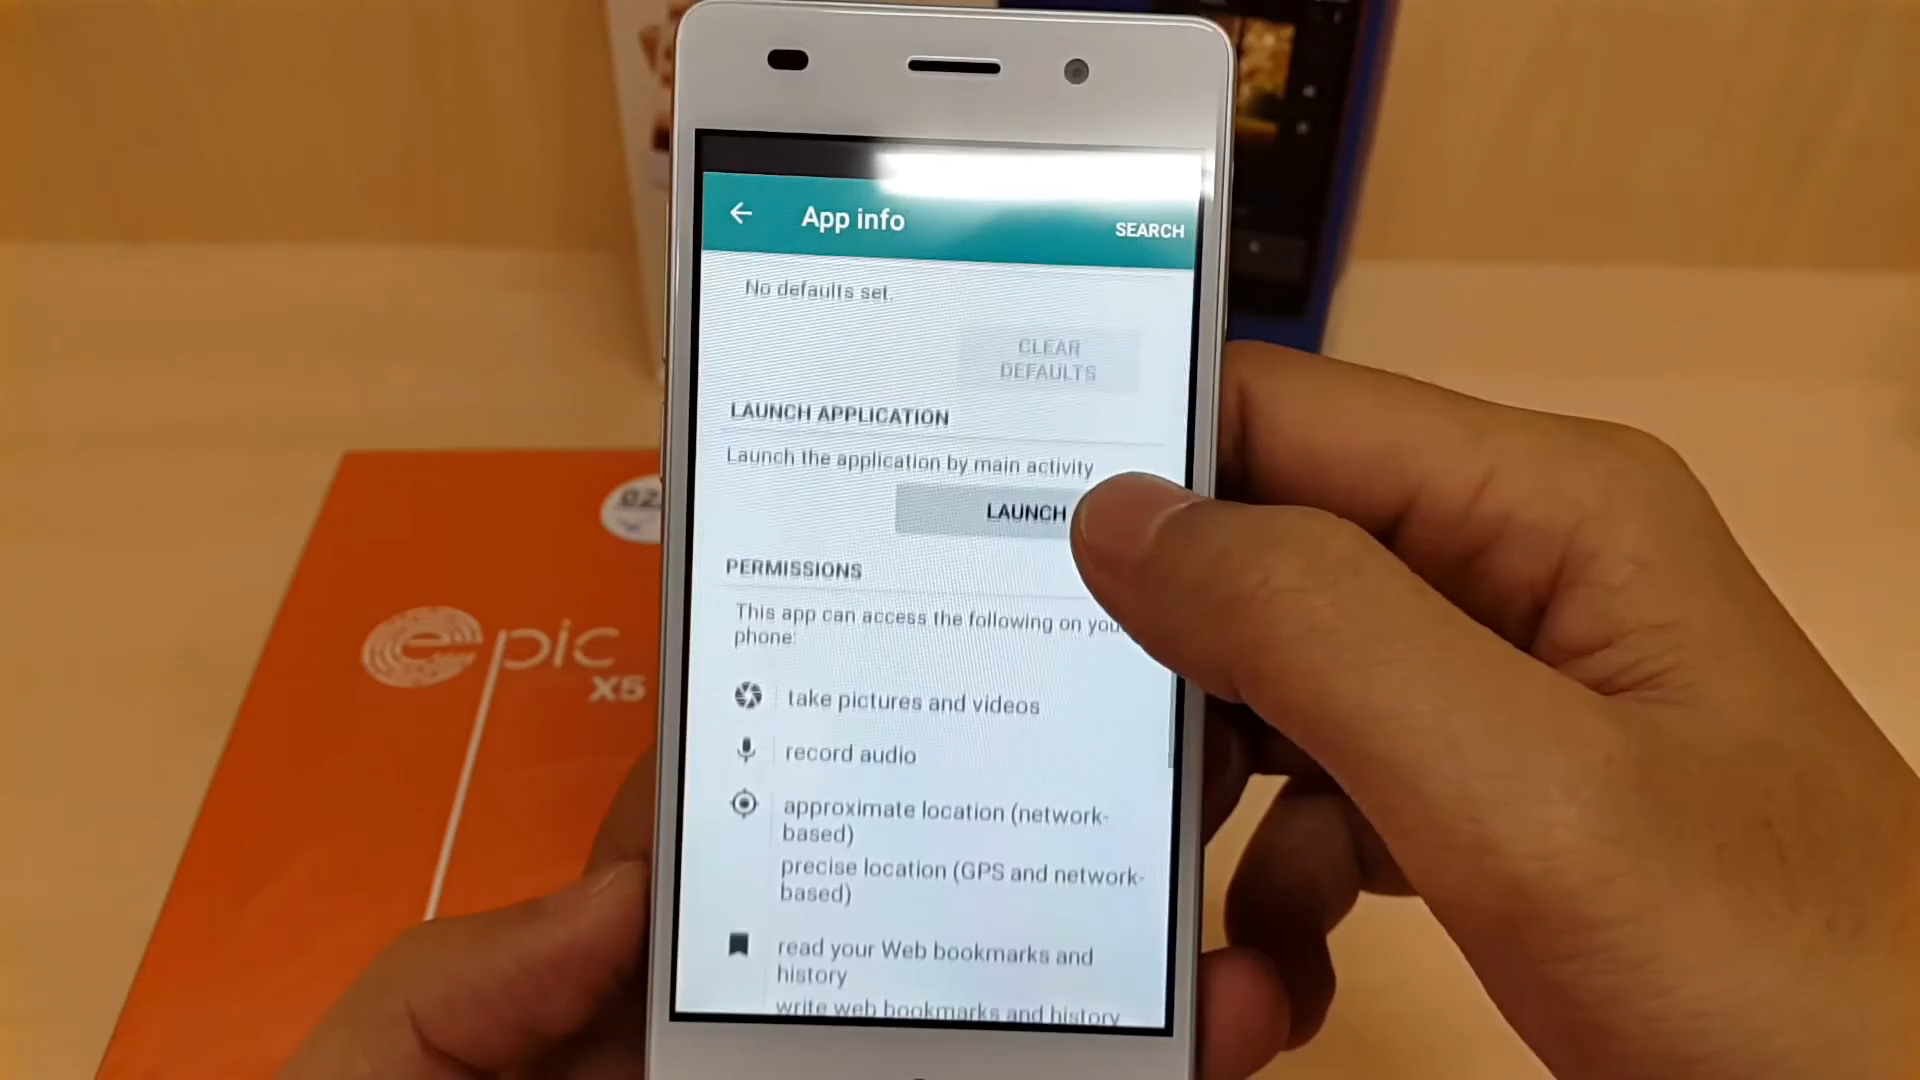 App info
SEARCH
No defaults set.
CLEAR
DEFAULTS
LAUNCH APPLICATION
Launch the application by main activity
LAUNCH
PERMISSIONS
This app can access the following on you
phone:
take pictures and videos
record audio
approximate location (network-
based)
precise location (GPS and network-
based)
read your Web bookmarks and
history
write web bookmarks and history
02
epic
X5